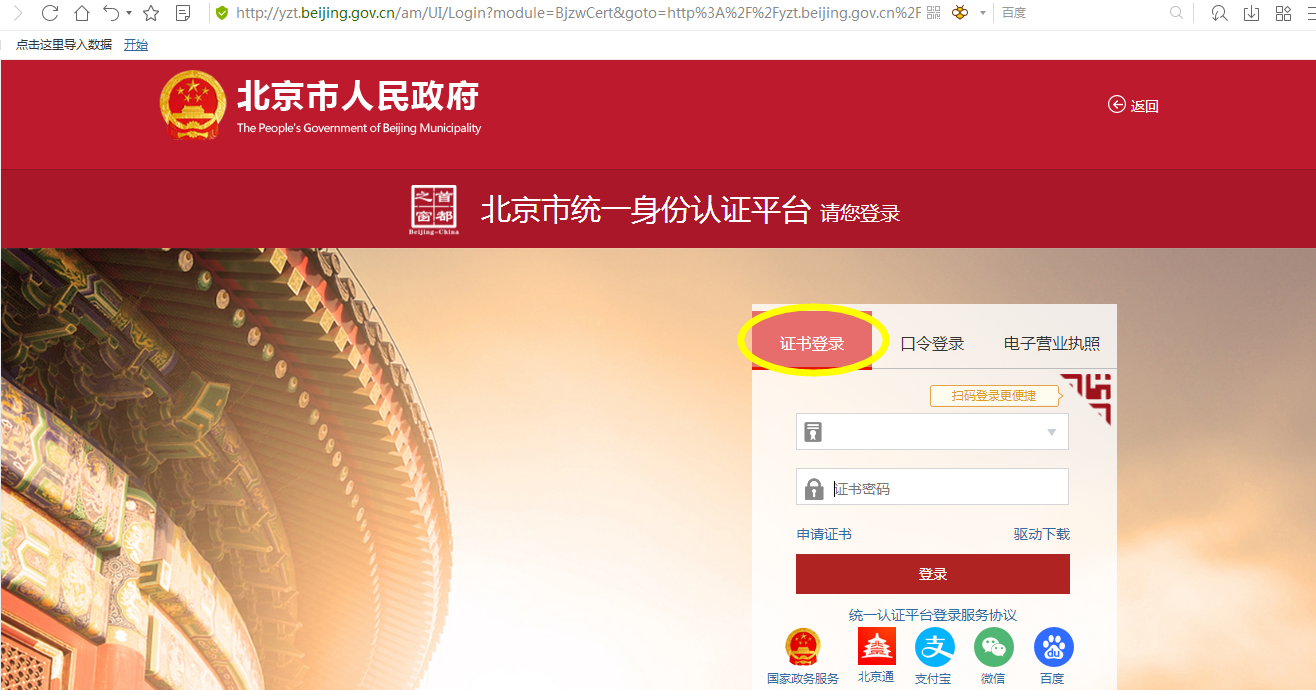 http://yzt.beijing.gov.cn/am/UI/Login?module=BjzwCert&goto=http%3A%2F%2Fyzt.beijing.gov.cn%2F
百度
点击这里导入数据 开始
北京市人民政府
The People's Government of Beijing Municipality
返回
首都之窗
Beijing-China
北京市统一身份认证平台 请您登录
证书登录 口令登录 电子营业执照
扫码登录更便捷
证书密码
申请证书 驱动下载
登录
统一认证平台登录服务协议
国家政务服务 北京通 支付宝 微信 百度